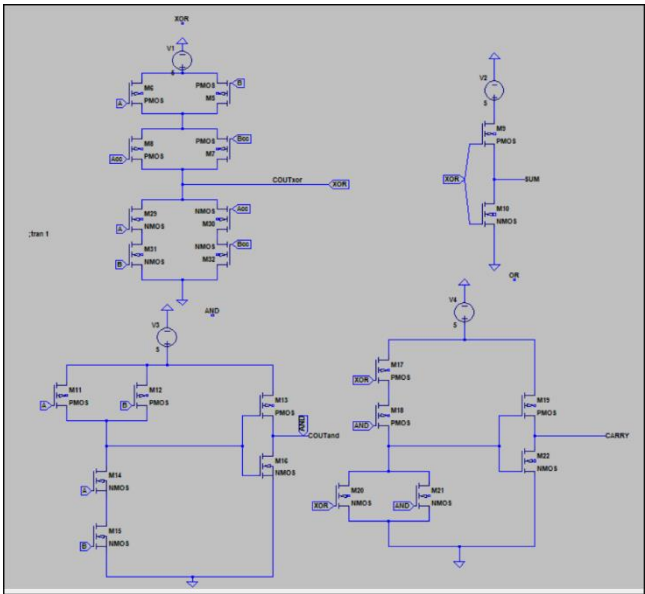 XOR
V1
5
M6
PMOS
A
PMOS
M5
B
M8
PMOS
Acc
PMOS
M7
Bcc
COUTxor
XOR
M29
NMOS
A
NMOS
M30
Acc
M31
NMOS
B
NMOS
M32
Bcc
;tran 1
V2
5
M9
PMOS
XOR
SUM
M10
NMOS
AND
V3
5
M11
PMOS
A
M12
PMOS
B
M13
PMOS
AND
COUTand
M14
NMOS
A
M16
NMOS
M15
NMOS
B
OR
V4
5
M17
PMOS
XOR
M18
PMOS
AND
M19
PMOS
CARRY
M22
NMOS
M20
NMOS
XOR
M21
NMOS
AND